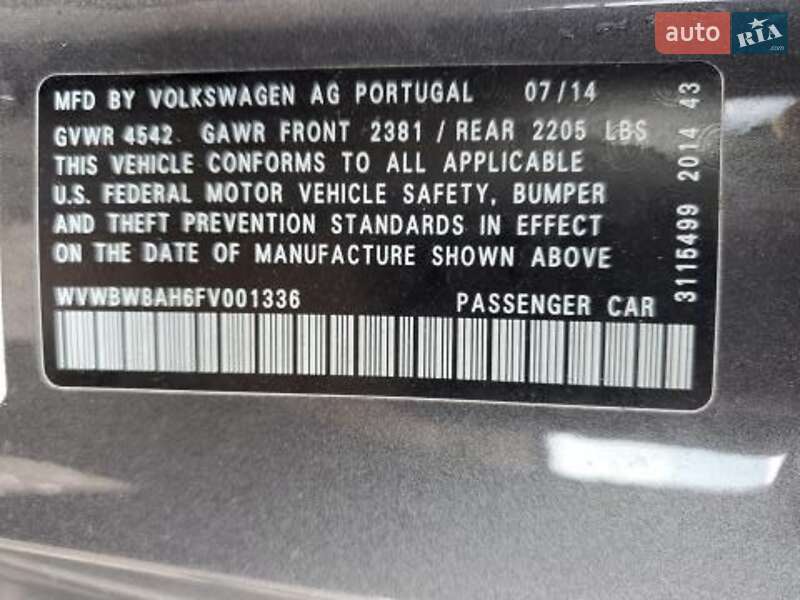 auto RIA .com
MFD BY VOLKSWAGEN AG PORTUGAL 07/14
GVWR 4542 GAWR FRONT 2381 / REAR 2205 LBS
THIS VEHICLE CONFORMS TO ALL APPLICABLE
U.S. FEDERAL MOTOR VEHICLE SAFETY, BUMPER
AND THEFT PREVENTION STANDARDS IN EFFECT
ON THE DATE OF MANUFACTURE SHOWN ABOVE
WVWBW8AH6FV001336 PASSENGER CAR
3115499 2014 43